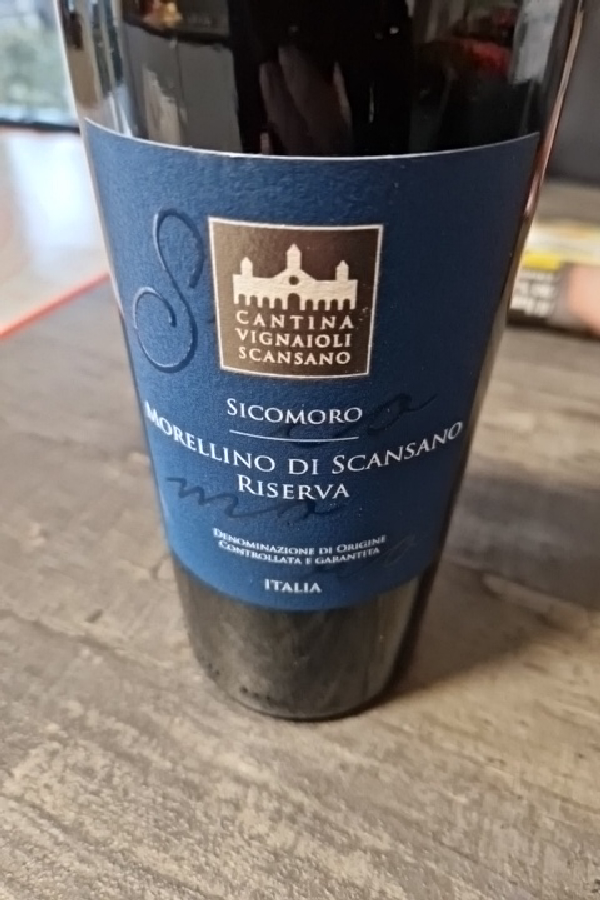 CANTINA
VIGNAIOLI
SCANSANO
SICOMORO
MORELLINO DI SCANSANO
RISERVA
DENOMINAZIONE DI ORIGINE
CONTROLLATA E GARANTITA
ITALIA